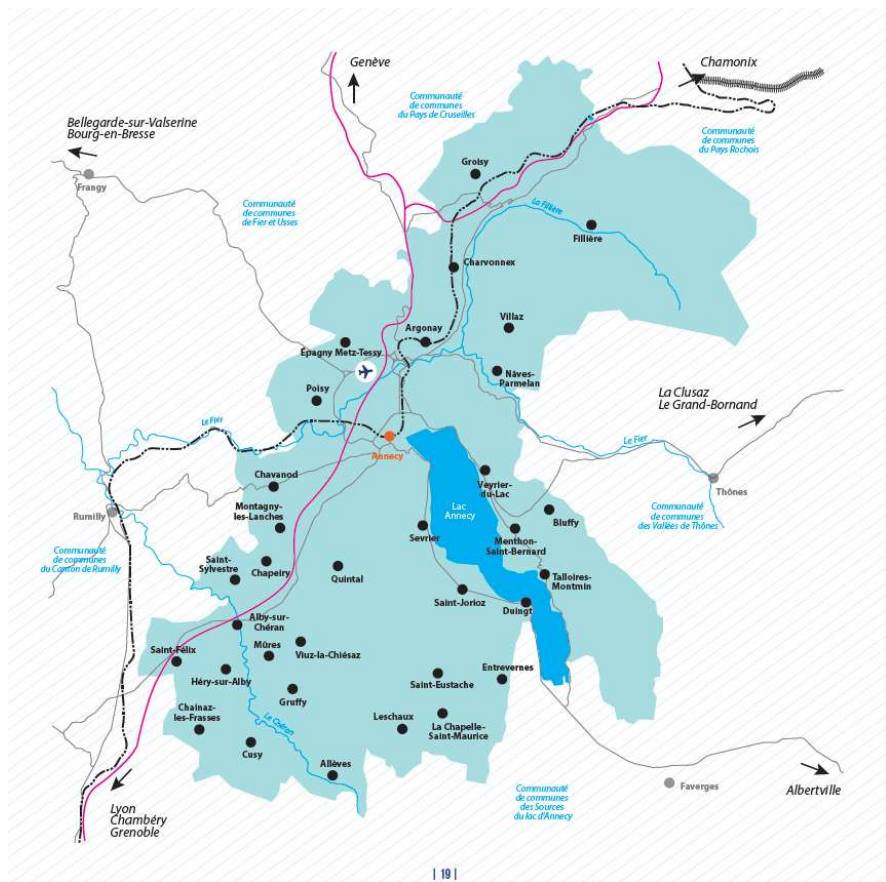 Genève
Chamonix
Communauté
de communes
du Pays de Cruseilles
Bellegarde-sur-Valserine
Bourg-en-Bresse
Communauté
de communes
du Pays Rochois
Groisy
Frangy
Communauté
de communes
de Fier et Usses
La Fillière
Fillière
Charvonnex
Villaz
Argonay
Epagny Metz-Tessy
Nâves-
Parmelan
Poisy
La Clusaz
Le Grand-Bornand
Le Fier
Le Fier
Annecy
Chavanod
Veyrier-
du-Lac
Thônes
Montagny-
les-Lanches
Lac
Annecy
Rumilly
Bluffy
Communauté
de communes
des Vallées de Thônes
Sevrier
Menthon-
Saint-Bernard
Communauté
de communes
du Canton de Rumilly
Saint-
Sylvestre
Chapeiry
Quintal
Talloires-
Montmin
Saint-Jorioz
Duingt
Alby-sur-
Chéran
Mûres
Viuz-la-Chiésaz
Saint-Félix
Héry-sur-Alby
Entrevernes
Saint-Eustache
Gruffy
Chainaz-
les-Frasses
Le Chéran
Leschaux
La Chapelle-
Saint-Maurice
Cusy
Allèves
Communauté
de communes
des Sources
du lac d'Annecy
Faverges
Albertville
Lyon
Chambéry
Grenoble
| 19 |